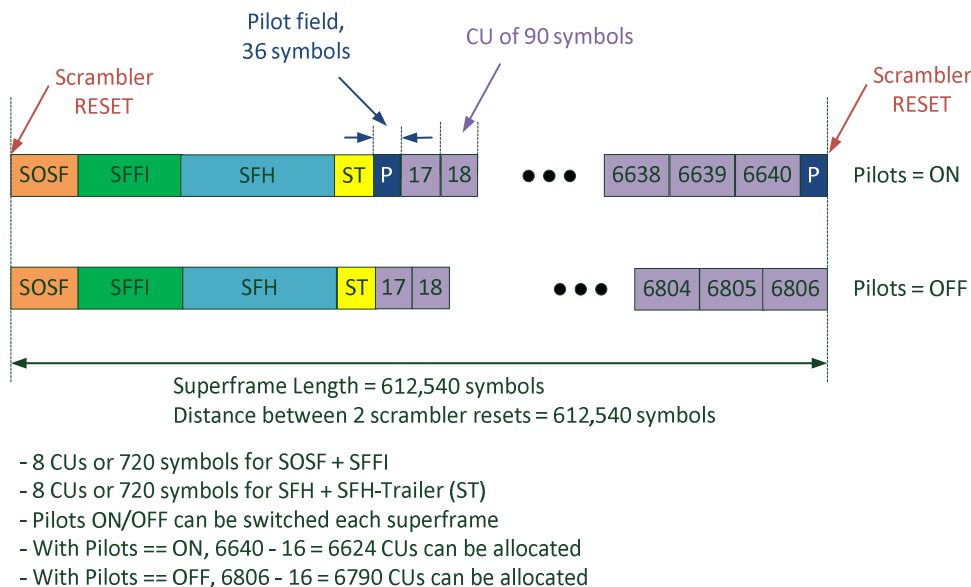 Pilot field,
36 symbols
CU of 90 symbols
Scrambler
RESET
Scrambler
RESET
SOSF SFFI SFH ST P 17 18 ●●● 6638 6639 6640 P Pilots = ON
SOSF SFFI SFH ST 17 18 ●●● 6804 6805 6806 Pilots = OFF
Superframe Length = 612,540 symbols
Distance between 2 scrambler resets = 612,540 symbols
- 8 CUs or 720 symbols for SOSF + SFFI
- 8 CUs or 720 symbols for SFH + SFH-Trailer (ST)
- Pilots ON/OFF can be switched each superframe
- With Pilots == ON, 6640 - 16 = 6624 CUs can be allocated
- With Pilots == OFF, 6806 - 16 = 6790 CUs can be allocated